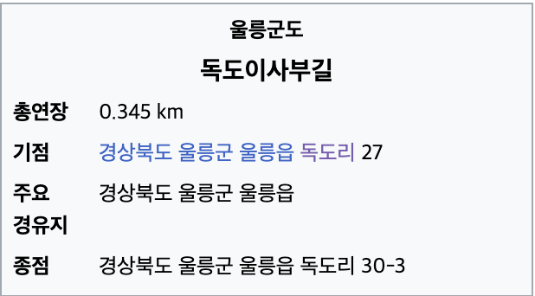 울릉군도
독도이사부길
총연장 0.345 km
기점 경상북도 울릉군 울릉읍 독도리 27
주요 경상북도 울릉군 울릉읍
경유지
종점 경상북도 울릉군 울릉읍 독도리 30-3